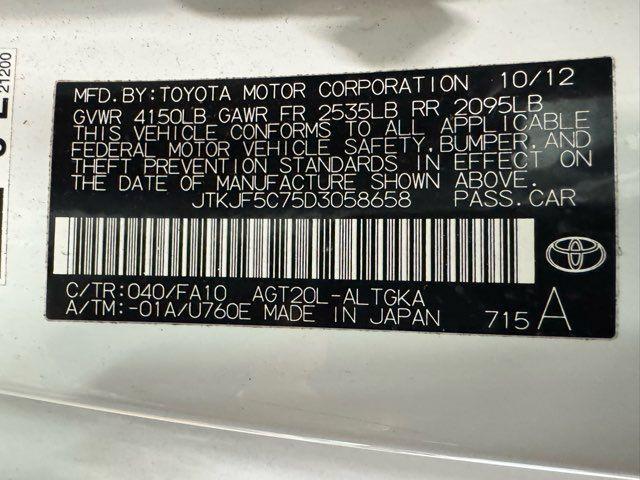 MFD. BY: TOYOTA MOTOR CORPORATION 10/12
GVWR 4150LB GAWR FR 2535LB RR 2095LB
THIS VEHICLE CONFORMS TO ALL APPLICABLE
FEDERAL MOTOR VEHICLE SAFETY, BUMPER, AND
THEFT PREVENTION STANDARDS IN EFFECT ON
THE DATE OF MANUFACTURE SHOWN ABOVE.
JTKJF5C75D3058658 PASS. CAR
C/TR: 040/FA10 AGT20L-ALTGKA
A/TM: -01A/U760E MADE IN JAPAN 715 A
21200